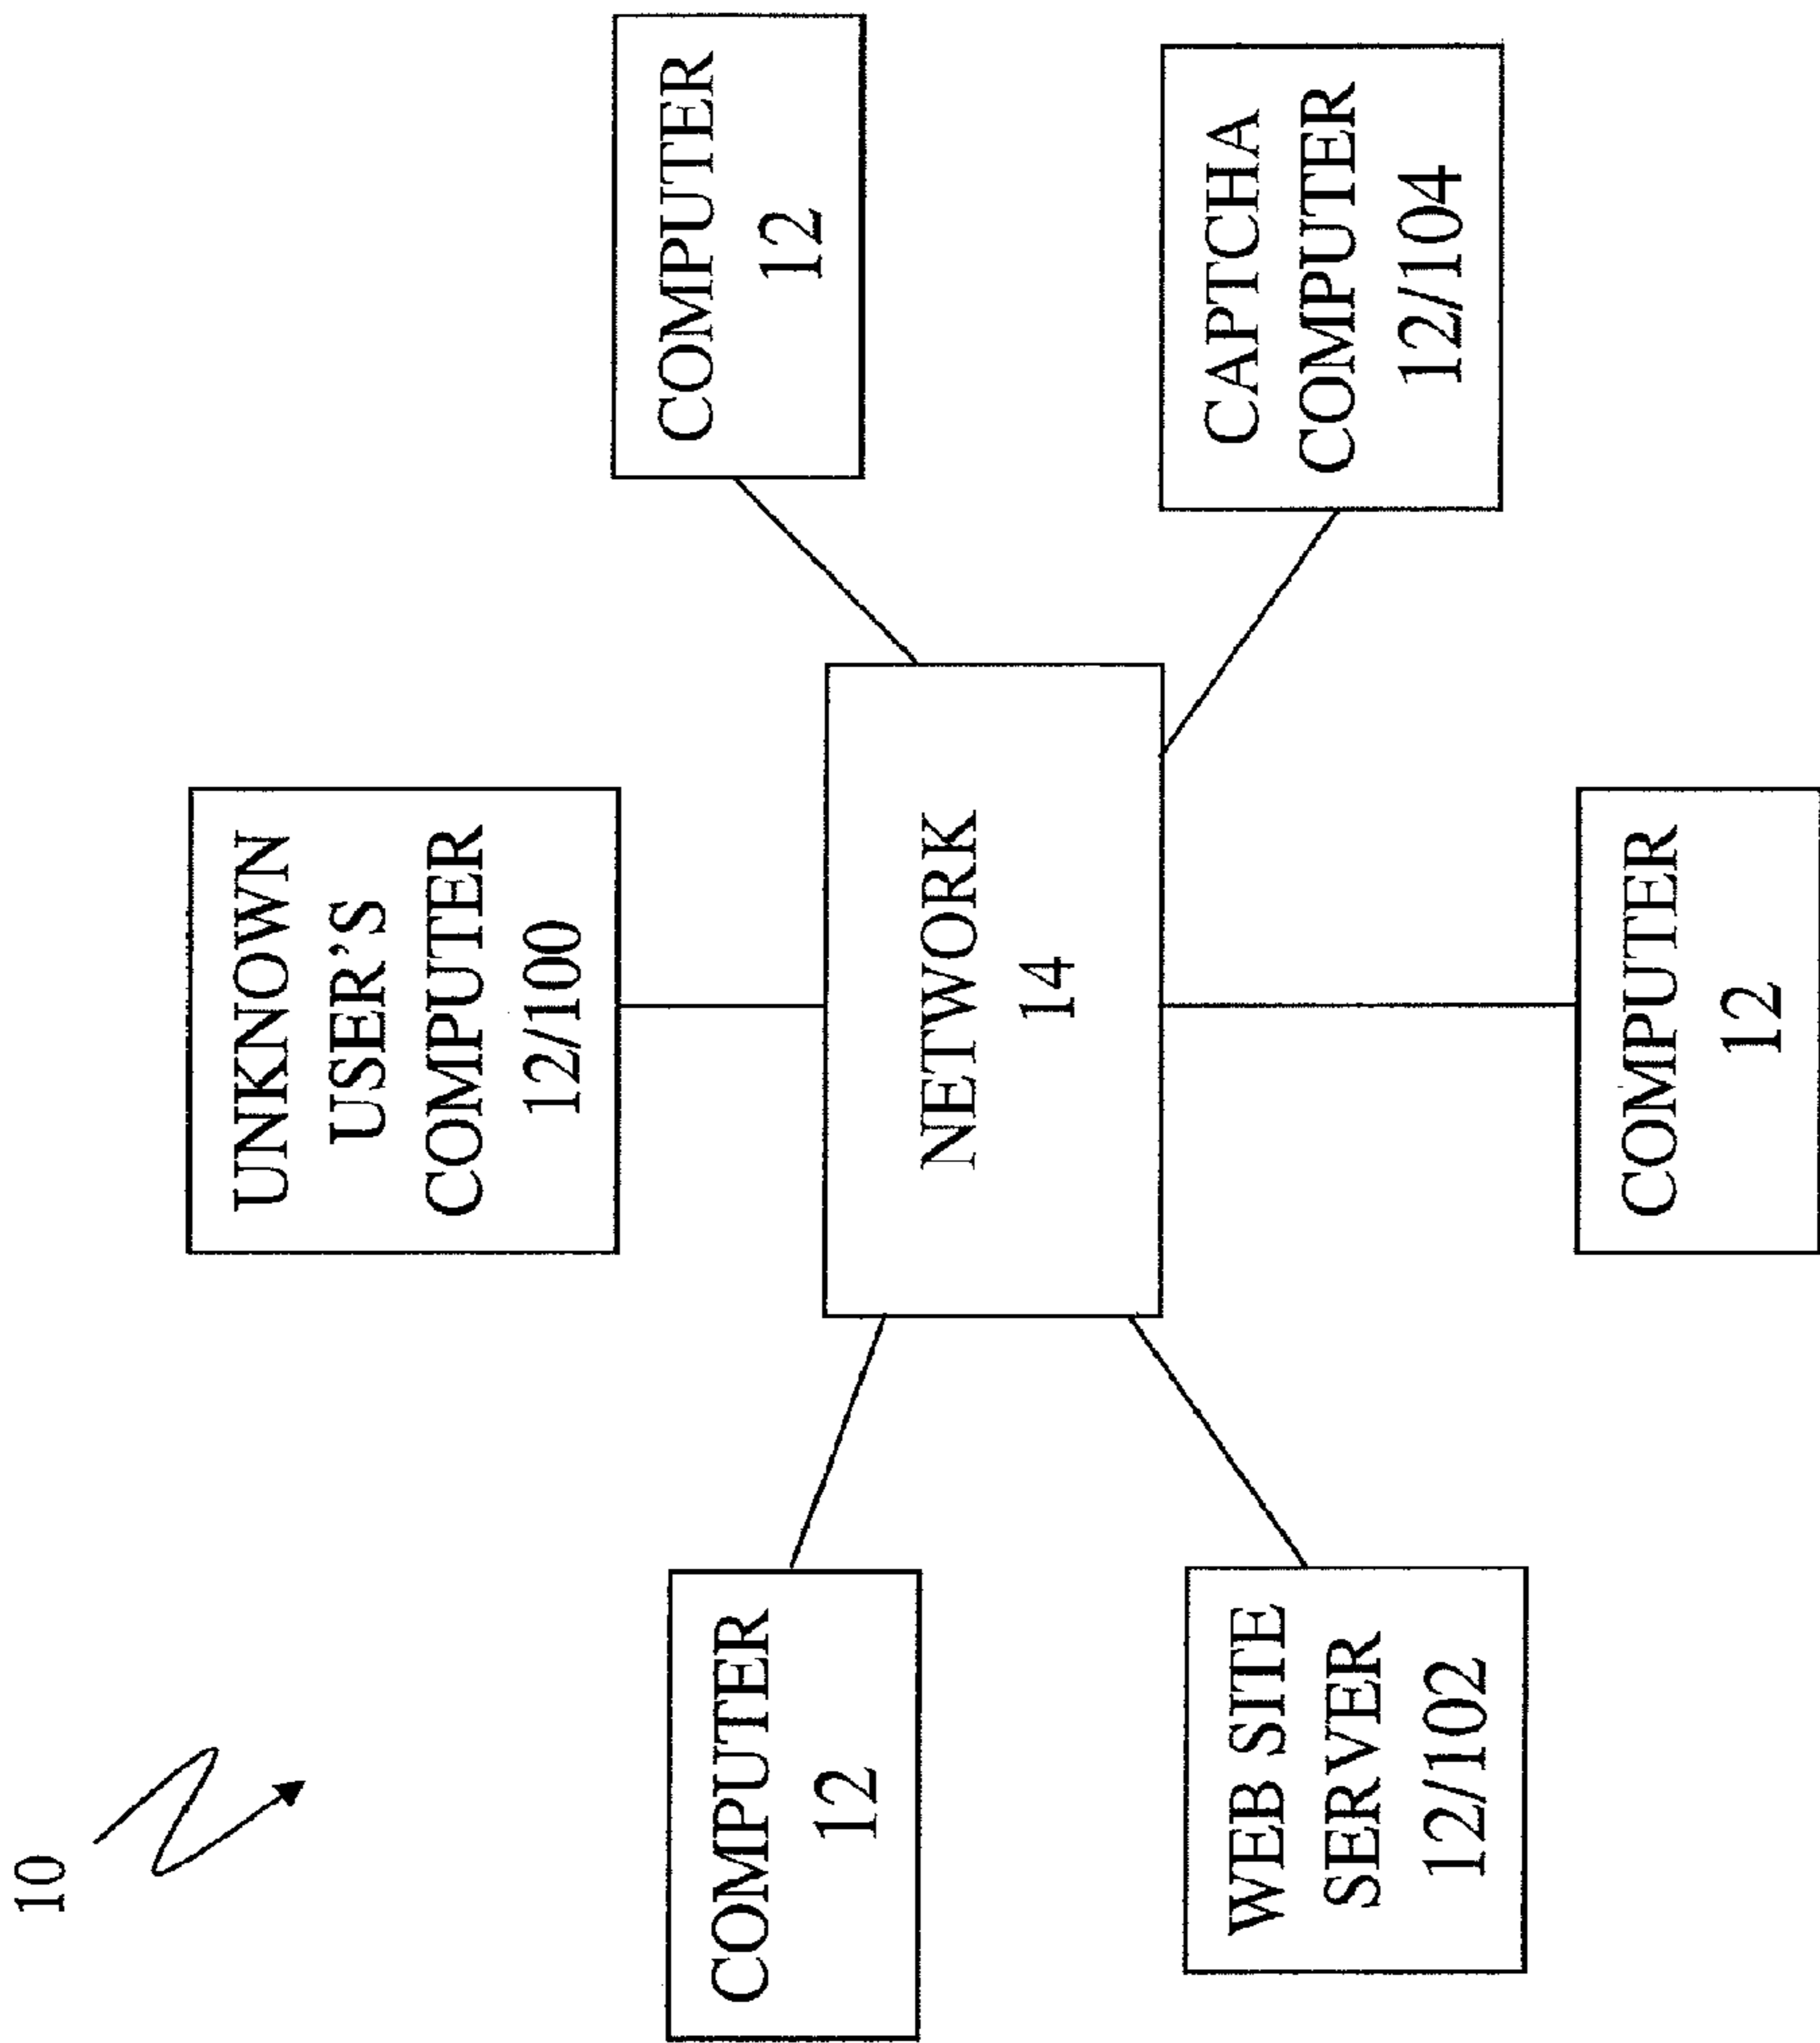 10
UNKNOWN
USER'S
COMPUTER
12/100
COMPUTER
12
COMPUTER
12
NETWORK
14
WEB SITE
SERVER
12/102
CAPTCHA
COMPUTER
12/104
COMPUTER
12